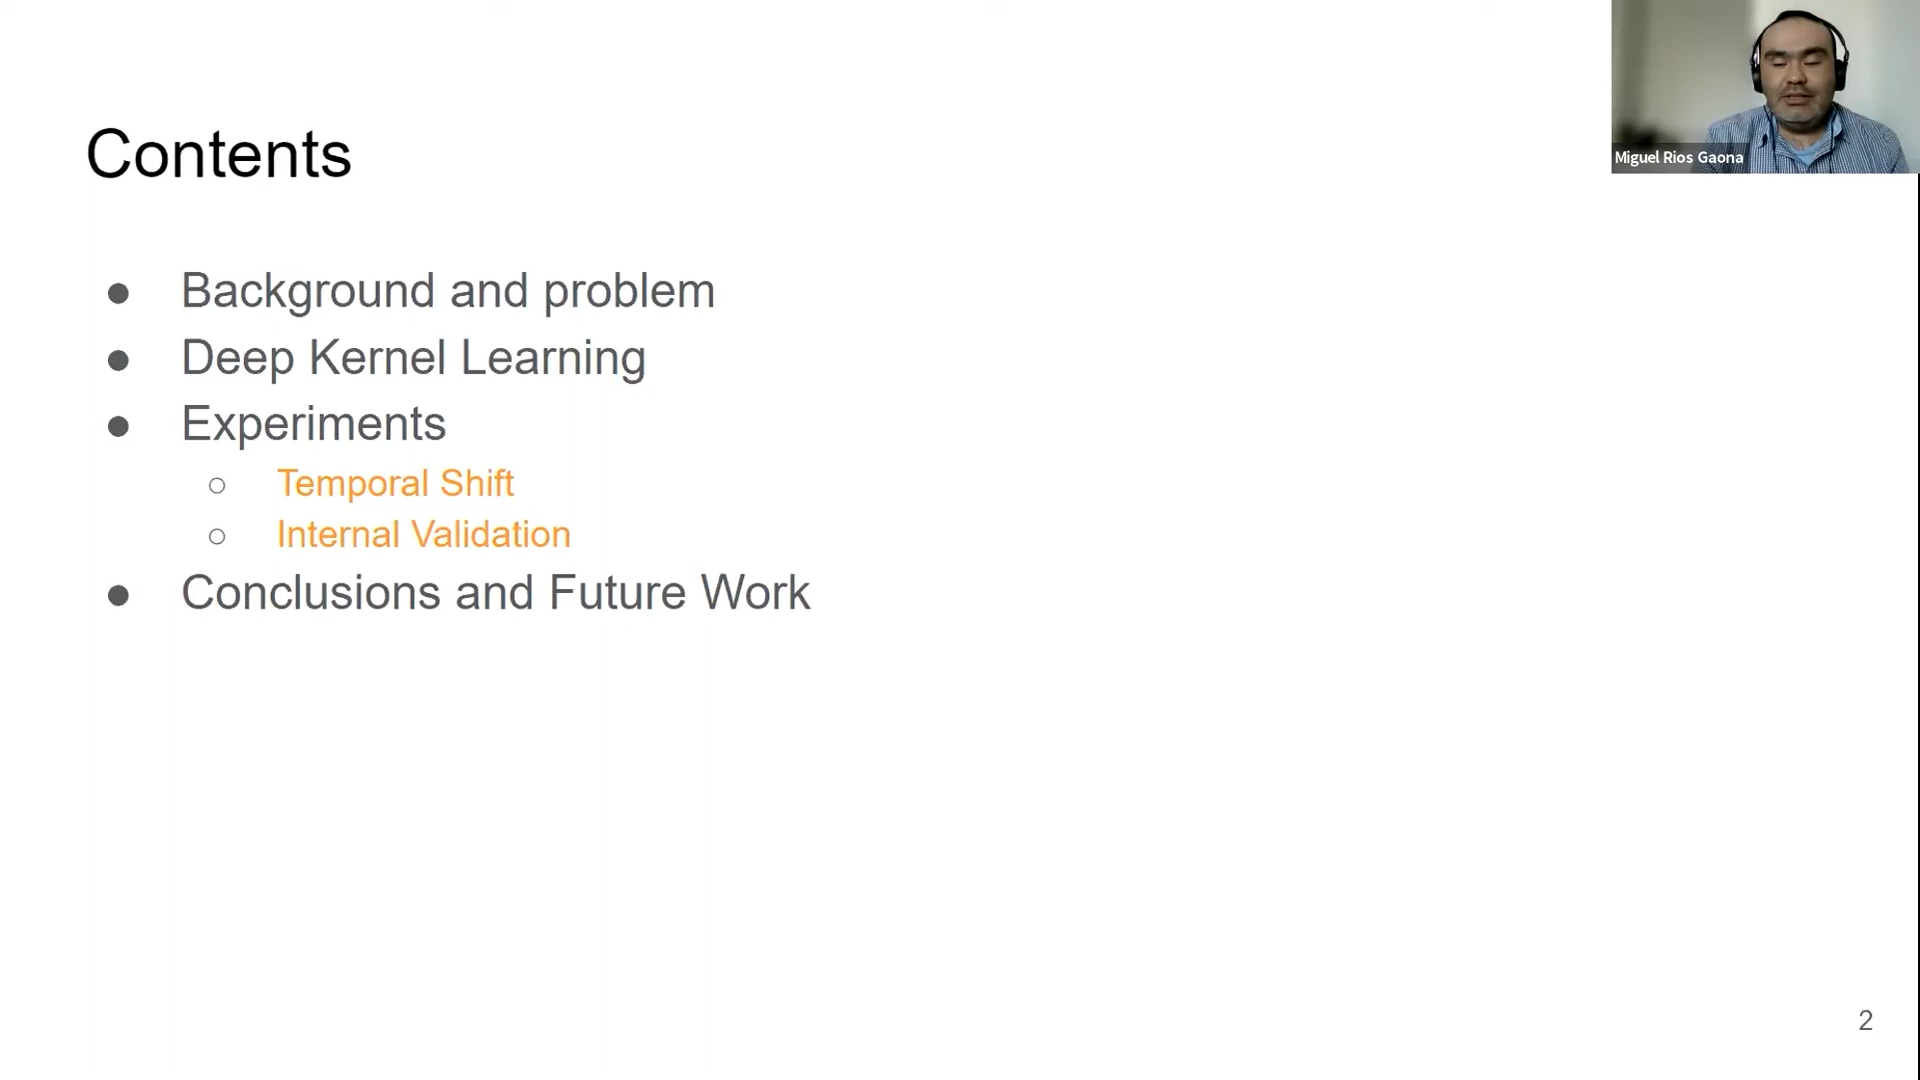 Contents
● Background and problem
● Deep Kernel Learning
● Experiments
○ Temporal Shift
○ Internal Validation
● Conclusions and Future Work
Miguel Rios Gaona
2